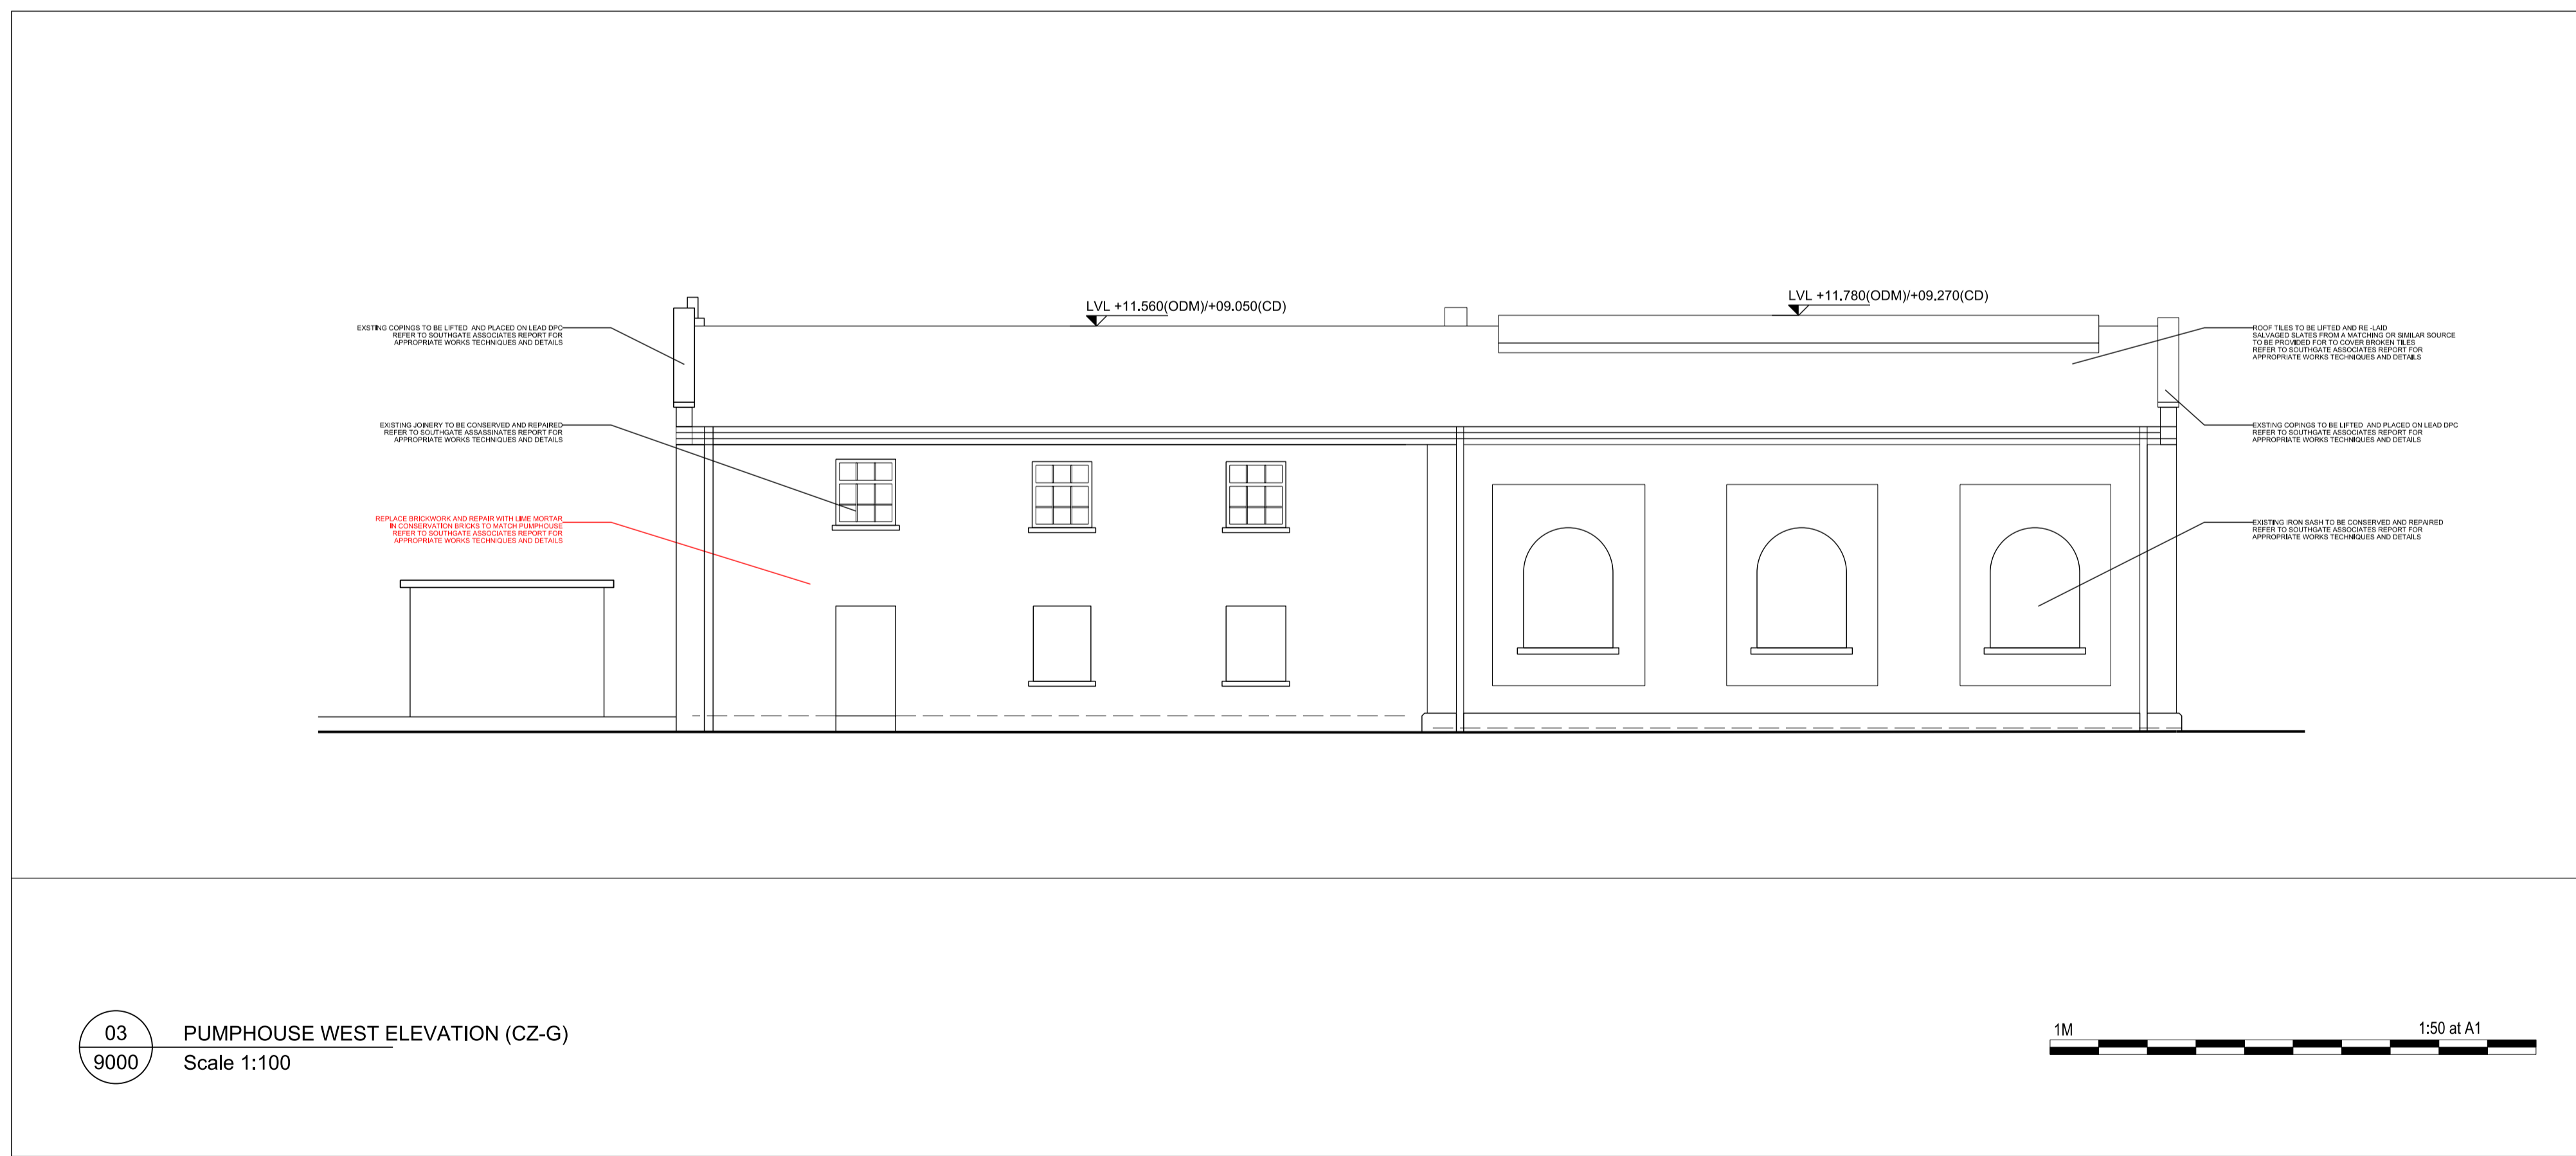 LVL +11.560(ODM)/+09.050(CD)
LVL +11.780(ODM)/+09.270(CD)
EXSTING COPINGS TO BE LIFTED AND PLACED ON LEAD DPC
REFER TO SOUTHGATE ASSOCIATES REPORT FOR
APPROPRIATE WORKS TECHNIQUES AND DETAILS
EXISTING JOINERY TO BE CONSERVED AND REPAIRED
REFER TO SOUTHGATE ASSASSINATES REPORT FOR
APPROPRIATE WORKS TECHNIQUES AND DETAILS
REPLACE BRICKWORK AND REPAIR WITH LIME MORTAR
IN CONSERVATION BRICKS TO MATCH PUMPHOUSE
REFER TO SOUTHGATE ASSOCIATES REPORT FOR
APPROPRIATE WORKS TECHNIQUES AND DETAILS
ROOF TILES TO BE LIFTED AND RE -LAID
SALVAGED SLATES FROM A MATCHING OR SIMILAR SOURCE
TO BE PROVIDED FOR TO COVER BROKEN TILES
REFER TO SOUTHGATE ASSOCIATES REPORT FOR
APPROPRIATE WORKS TECHNIQUES AND DETAILS
EXSTING COPINGS TO BE LIFTED AND PLACED ON LEAD DPC
REFER TO SOUTHGATE ASSOCIATES REPORT FOR
APPROPRIATE WORKS TECHNIQUES AND DETAILS
EXISTING IRON SASH TO BE CONSERVED AND REPAIRED
REFER TO SOUTHGATE ASSOCIATES REPORT FOR
APPROPRIATE WORKS TECHNIQUES AND DETAILS
03
9000
PUMPHOUSE WEST ELEVATION (CZ-G)
Scale 1:100
1M
1:50 at A1